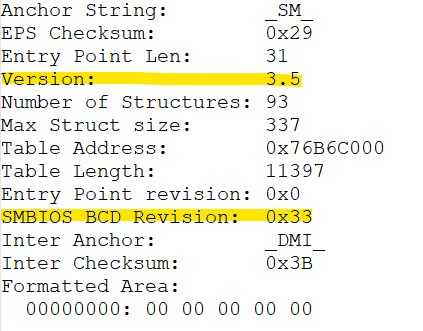 Anchor String: _SM_
EPS Checksum: 0x29
Entry Point Len: 31
Version: 3.5
Number of Structures: 93
Max Struct size: 337
Table Address: 0x76B6C000
Table Length: 11397
Entry Point revision: 0x0
SMBIOS BCD Revision: 0x33
Inter Anchor: _DMI_
Inter Checksum: 0x3B
Formatted Area:
00000000: 00 00 00 00 00